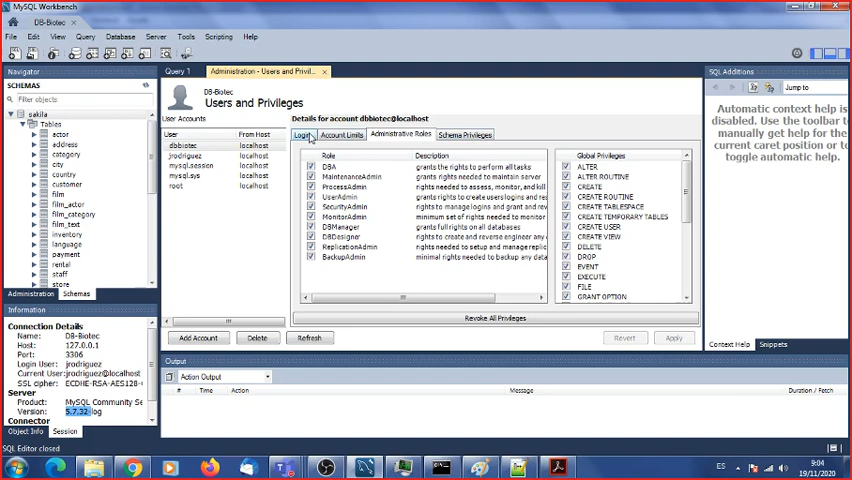 MySQL Workbench
DB-Biotec
File Edit View Query Database Server Tools Scripting Help
Navigator
SCHEMAS
Filter objects
sakila
Tables
actor
address
category
city
country
customer
film
film_actor
film_category
film_text
inventory
language
payment
rental
staff
store
Administration Schemas
Information
Connection Details
Name: DB-Biotec
Host: 127.0.0.1
Port: 3306
Login User: jrodriguez
Current User: jrodriguez@localhost
SSL cipher: ECDHE-RSA-AES128-
Server
Product: MySQL Community Se
Version: 5.7.32-log
Connector
Object Info Session
SQL Editor closed
Query 1 Administration - Users and Privil...
DB-Biotec
Users and Privileges
User Accounts
User From Host
dbbiotec localhost
jrodriguez localhost
mysql.session localhost
mysql.sys localhost
root localhost
Add Account Delete Refresh
Details for account dbbiotec@localhost
Login Account Limits Administrative Roles Schema Privileges
Role Description
DBA grants the rights to perform all tasks
MaintenanceAdmin grants rights needed to maintain server
ProcessAdmin rights needed to assess, monitor, and kill
UserAdmin grants rights to create users logins and res
SecurityAdmin rights to manage logins and grant and rev
MonitorAdmin minimum set of rights needed to monitor
DBManager grants full rights on all databases
DBDesigner rights to create and reverse engineer any
ReplicationAdmin rights needed to setup and manage replic
BackupAdmin minimal rights needed to backup any data
Global Privileges
ALTER
ALTER ROUTINE
CREATE
CREATE ROUTINE
CREATE TABLESPACE
CREATE TEMPORARY TABLES
CREATE USER
CREATE VIEW
DELETE
DROP
EVENT
EXECUTE
FILE
GRANT OPTION
Revoke All Privileges
Revert Apply
Output
Action Output
# Time Action Message Duration / Fetch
SQL Additions
Jump to
Automatic context help is
disabled. Use the toolbar to
manually get help for the
current caret position or to
toggle automatic help.
Context Help Snippets
ES
9:04
19/11/2020